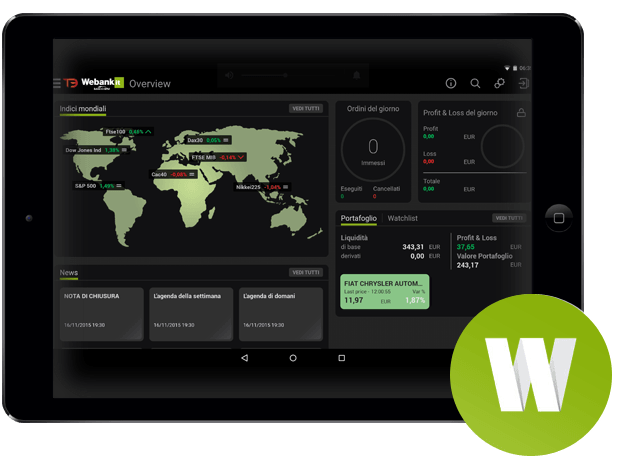 T3 Webank.it Overview
Indici mondiali VEDI TUTTI
Ftse100 0,48%
Dax30 0,05%
Dow Jones Ind 1,38%
FTSE MIB -0,14%
Cac40 -0,60%
S&P 500 1,49%
Nikkei225 -1,04%
Ordini del giorno
0
Immessi
Eseguiti Cancellati
0 0
Profit & Loss del giorno
Profit
0,00 EUR
Loss
0,00 EUR
Totale
0,00 EUR
Portafoglio Watchlist VEDI TUTTI
Liquidità
di base 343,31 EUR
derivati 0,00 EUR
Profit & Loss
37,65 EUR
Valore Portafoglio
243,17 EUR
FIAT CHRYSLER AUTOM...
Last price - 12:00:55 Var %
11,97 EUR 1,87%
News VEDI TUTTI
NOTA DI CHIUSURA
16/11/2015 19:30
L'agenda della settimana
16/11/2015 19:30
L'agenda di domani
16/11/2015 19:30
W